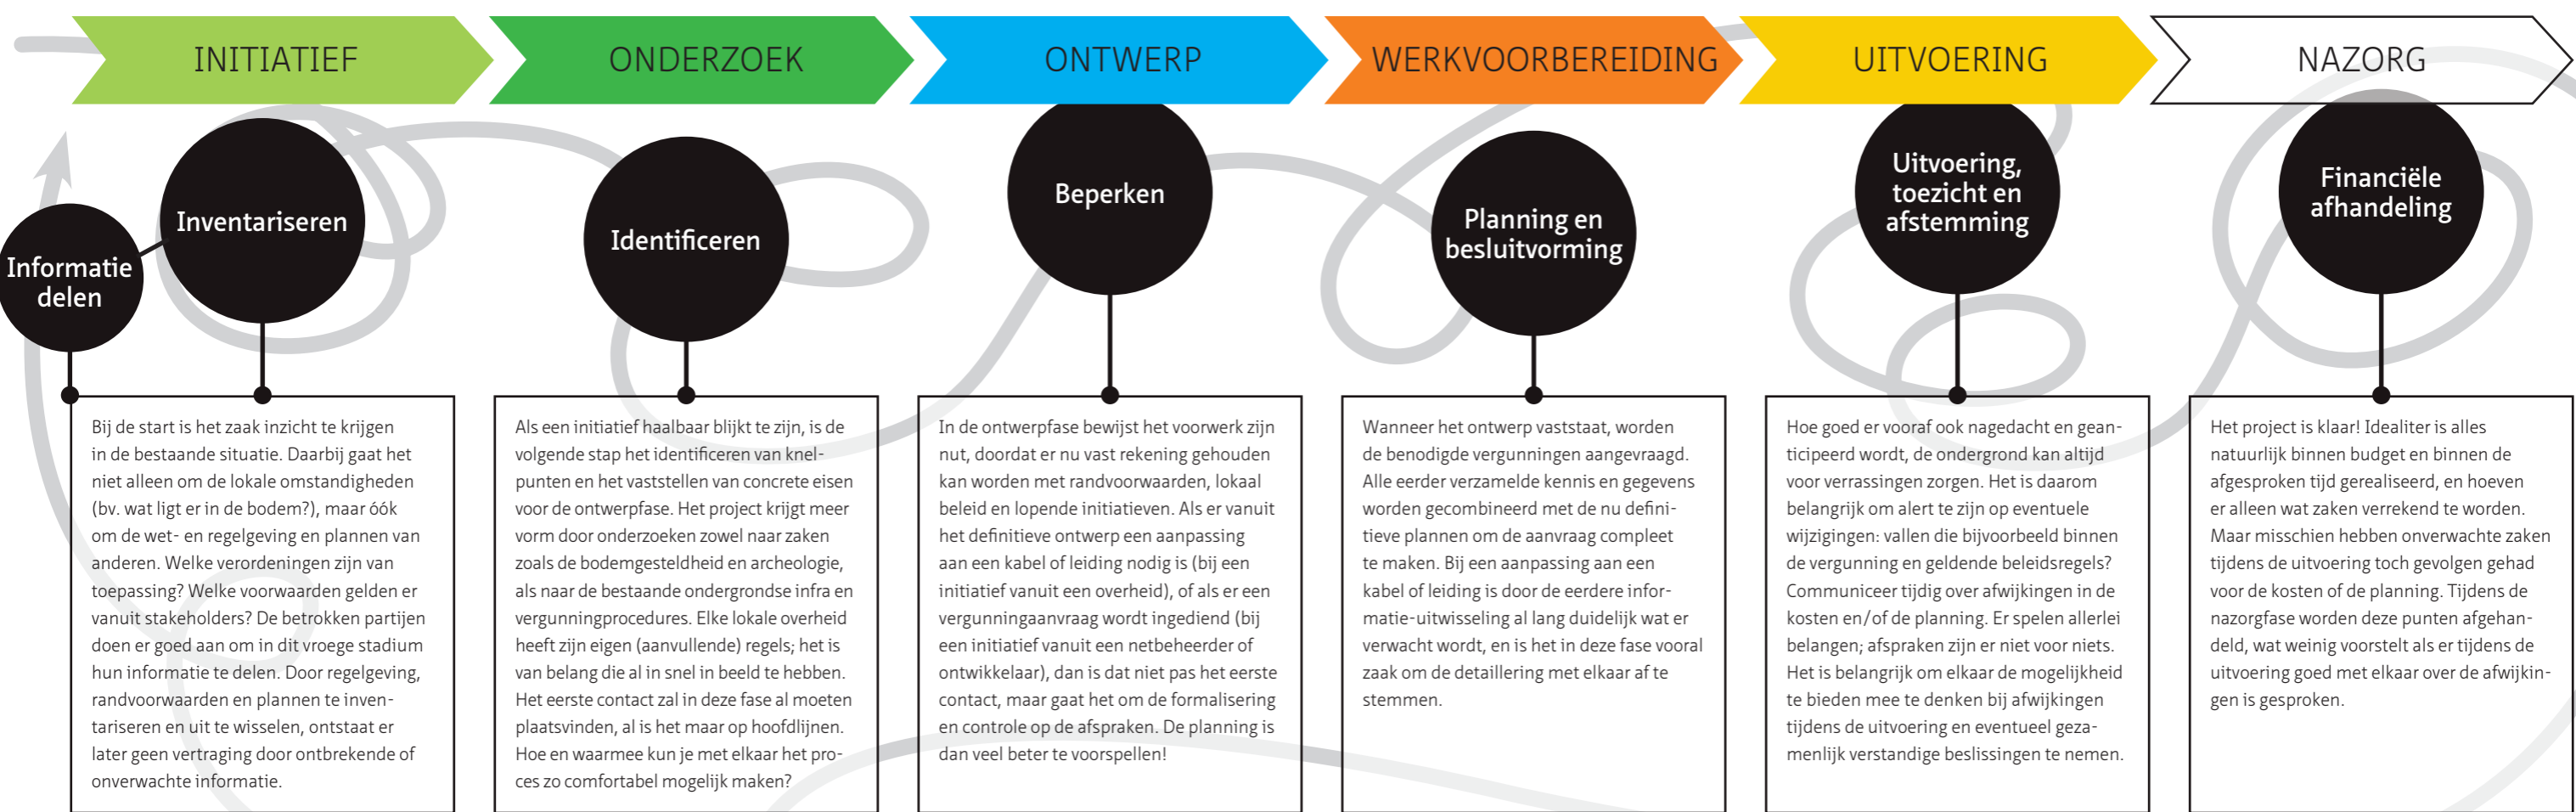 INITIATIEF
ONDERZOEK
ONTWERP
WERKVOORBEREIDING
UITVOERING
NAZORG
Informatie
delen
Inventariseren
Identificeren
Beperken
Planning en
besluitvorming
Uitvoering,
toezicht en
afstemming
Financiële
afhandeling
Bij de start is het zaak inzicht te krijgen
in de bestaande situatie. Daarbij gaat het
niet alleen om de lokale omstandigheden
(bv. wat ligt er in de bodem?), maar óók
om de wet- en regelgeving en plannen van
anderen. Welke verordeningen zijn van
toepassing? Welke voorwaarden gelden er
vanuit stakeholders? De betrokken partijen
doen er goed aan om in dit vroege stadium
hun informatie te delen. Door regelgeving,
randvoorwaarden en plannen te inven-
tariseren en uit te wisselen, ontstaat er
later geen vertraging door ontbrekende of
onverwachte informatie.
Als een initiatief haalbaar blijkt te zijn, is de
volgende stap het identificeren van knel-
punten en het vaststellen van concrete eisen
voor de ontwerpfase. Het project krijgt meer
vorm door onderzoeken zowel naar zaken
zoals de bodemgesteldheid en archeologie,
als naar de bestaande ondergrondse infra en
vergunningprocedures. Elke lokale overheid
heeft zijn eigen (aanvullende) regels; het is
van belang die al in snel in beeld te hebben.
Het eerste contact zal in deze fase al moeten
plaatsvinden, al is het maar op hoofdlijnen.
Hoe en waarmee kun je met elkaar het pro-
ces zo comfortabel mogelijk maken?
In de ontwerpfase bewijst het voorwerk zijn
nut, doordat er nu vast rekening gehouden
kan worden met randvoorwaarden, lokaal
beleid en lopende initiatieven. Als er vanuit
het definitieve ontwerp een aanpassing
aan een kabel of leiding nodig is (bij een
initiatief vanuit een overheid), of als er een
vergunningaanvraag wordt ingediend (bij
een initiatief vanuit een netbeheerder of
ontwikkelaar), dan is dat niet pas het eerste
contact, maar gaat het om de formalisering
en controle op de afspraken. De planning is
dan veel beter te voorspellen!
Wanneer het ontwerp vaststaat, worden
de benodigde vergunningen aangevraagd.
Alle eerder verzamelde kennis en gegevens
worden gecombineerd met de nu defini-
tieve plannen om de aanvraag compleet
te maken. Bij een aanpassing aan een
kabel of leiding is door de eerdere infor-
matie-uitwisseling al lang duidelijk wat er
verwacht wordt, en is het in deze fase vooral
zaak om de detaillering met elkaar af te
stemmen.
Hoe goed er vooraf ook nagedacht en gean-
ticipeerd wordt, de ondergrond kan altijd
voor verrassingen zorgen. Het is daarom
belangrijk om alert te zijn op eventuele
wijzigingen: vallen die bijvoorbeeld binnen
de vergunning en geldende beleidsregels?
Communiceer tijdig over afwijkingen in de
kosten en/of de planning. Er spelen allerlei
belangen; afspraken zijn er niet voor niets.
Het is belangrijk om elkaar de mogelijkheid
te bieden mee te denken bij afwijkingen
tijdens de uitvoering en eventueel geza-
menlijk verstandige beslissingen te nemen.
Het project is klaar! Idealiter is alles
natuurlijk binnen budget en binnen de
afgesproken tijd gerealiseerd, en hoeven
er alleen wat zaken verrekend te worden.
Maar misschien hebben onverwachte zaken
tijdens de uitvoering toch gevolgen gehad
voor de kosten of de planning. Tijdens de
nazorgfase worden deze punten afgehan-
deld, wat weinig voorstelt als er tijdens de
uitvoering goed met elkaar over de afwijkin-
gen is gesproken.